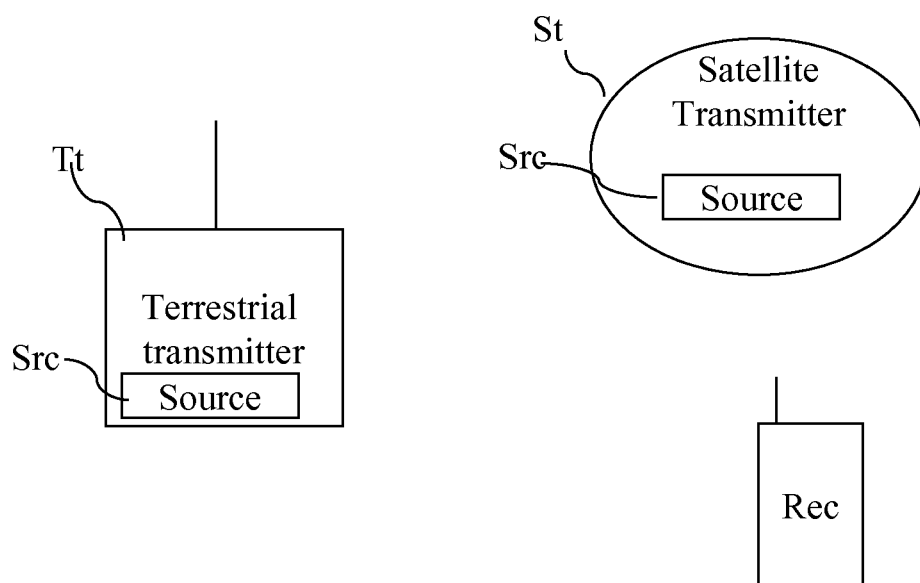 St
Satellite
Transmitter
Src
Source
Tt
Terrestrial
transmitter
Src
Source
Rec